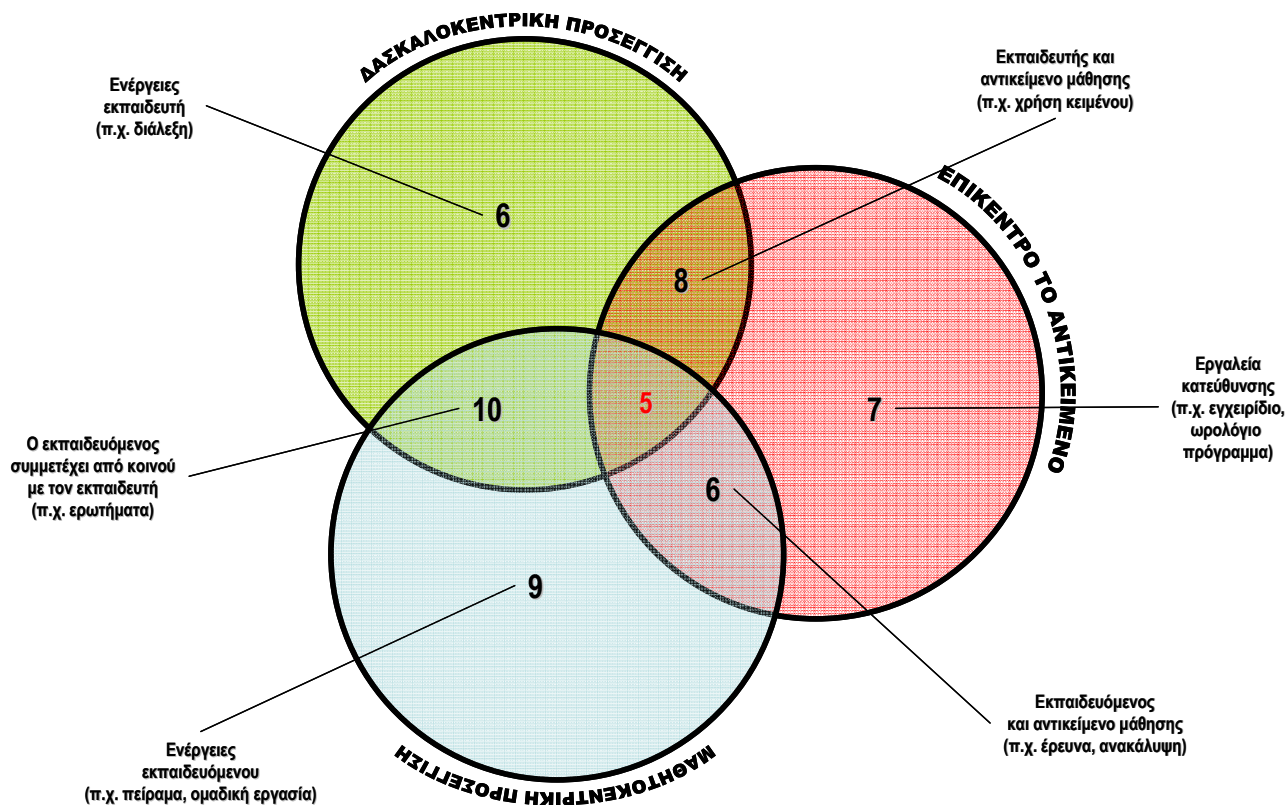 ΔΑΣΚΑΛΟΚΕΝΤΡΙΚΗ ΠΡΟΣΕΓΓΙΣΗ
Ενέργειες
εκπαιδευτή
(π.χ. διάλεξη)
Εκπαιδευτής και
αντικείμενο μάθησης
(π.χ. χρήση κειμένου)
ΕΠΙΚΕΝΤΡΟ ΤΟ ΑΝΤΙΚΕΙΜΕΝΟ
6
8
Εργαλεία
κατεύθυνσης
(π.χ. εγχειρίδιο,
ωρολόγιο
πρόγραμμα)
10
5
7
Ο εκπαιδευόμενος
συμμετέχει από κοινού
με τον εκπαιδευτή
(π.χ. ερωτήματα)
6
9
Εκπαιδευόμενος
και αντικείμενο μάθησης
(π.χ. έρευνα, ανακάλυψη)
Ενέργειες
εκπαιδευόμενου
(π.χ. πείραμα, ομαδική εργασία)
ΜΑΘΗΤΟΚΕΝΤΡΙΚΗ ΠΡΟΣΕΓΓΙΣΗ